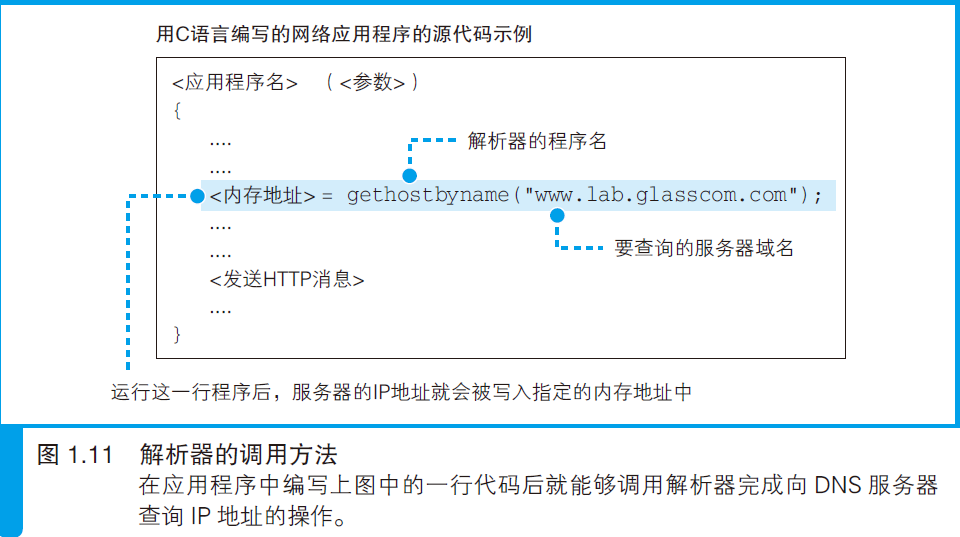 用C语言编写的网络应用程序的源代码示例
<应用程序名> (<参数>)
{
....
解析器的程序名
....
<内存地址>= gethostbyname("www.lab.glasscom.com");
....
要查询的服务器域名
....
<发送HTTP消息>
....
}
运行这一行程序后，服务器的IP地址就会被写入指定的内存地址中
图 1.11 解析器的调用方法
在应用程序中编写上图中的一行代码后就能够调用解析器完成向 DNS 服务器
查询 IP 地址的操作。